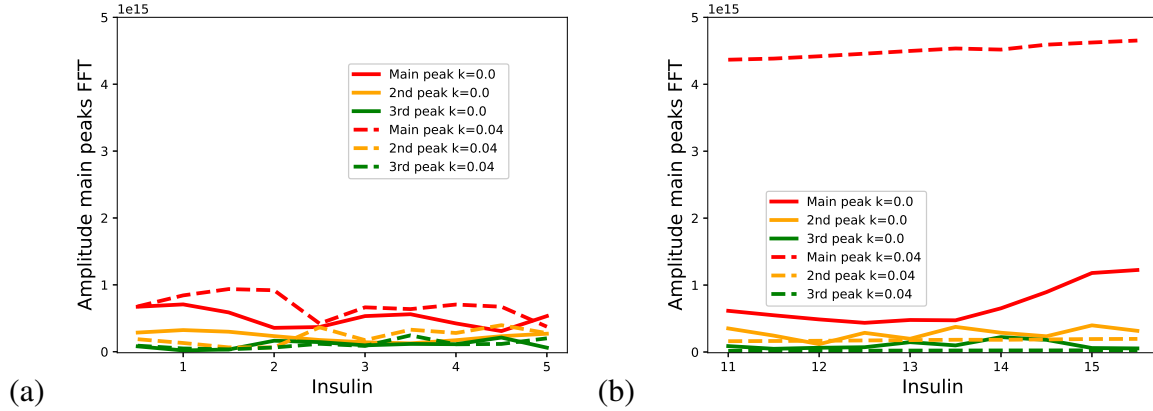 1e15
5
4
3
2
1
0
Amplitude main peaks FFT
Main peak k=0.0
2nd peak k=0.0
3rd peak k=0.0
Main peak k=0.04
2nd peak k=0.04
3rd peak k=0.04
1 2 3 4 5
Insulin
(a)
1e15
5
4
3
2
1
0
Amplitude main peaks FFT
Main peak k=0.0
2nd peak k=0.0
3rd peak k=0.0
Main peak k=0.04
2nd peak k=0.04
3rd peak k=0.04
11 12 13 14 15
Insulin
(b)